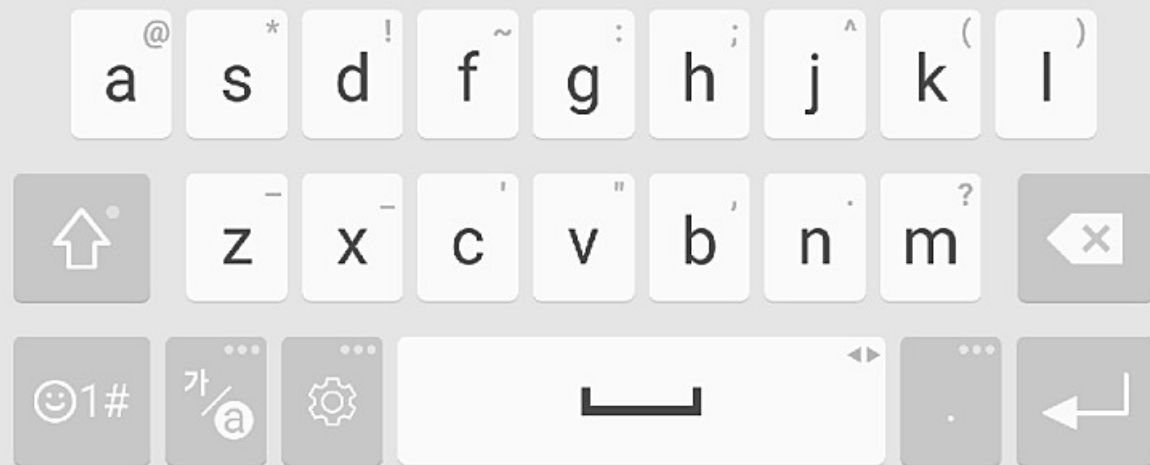 @ * ! ~ : ; ^ ( )
a s d f g h j k l
– _ ' " , . ?
z x c v b n m
☺1# 가/a .